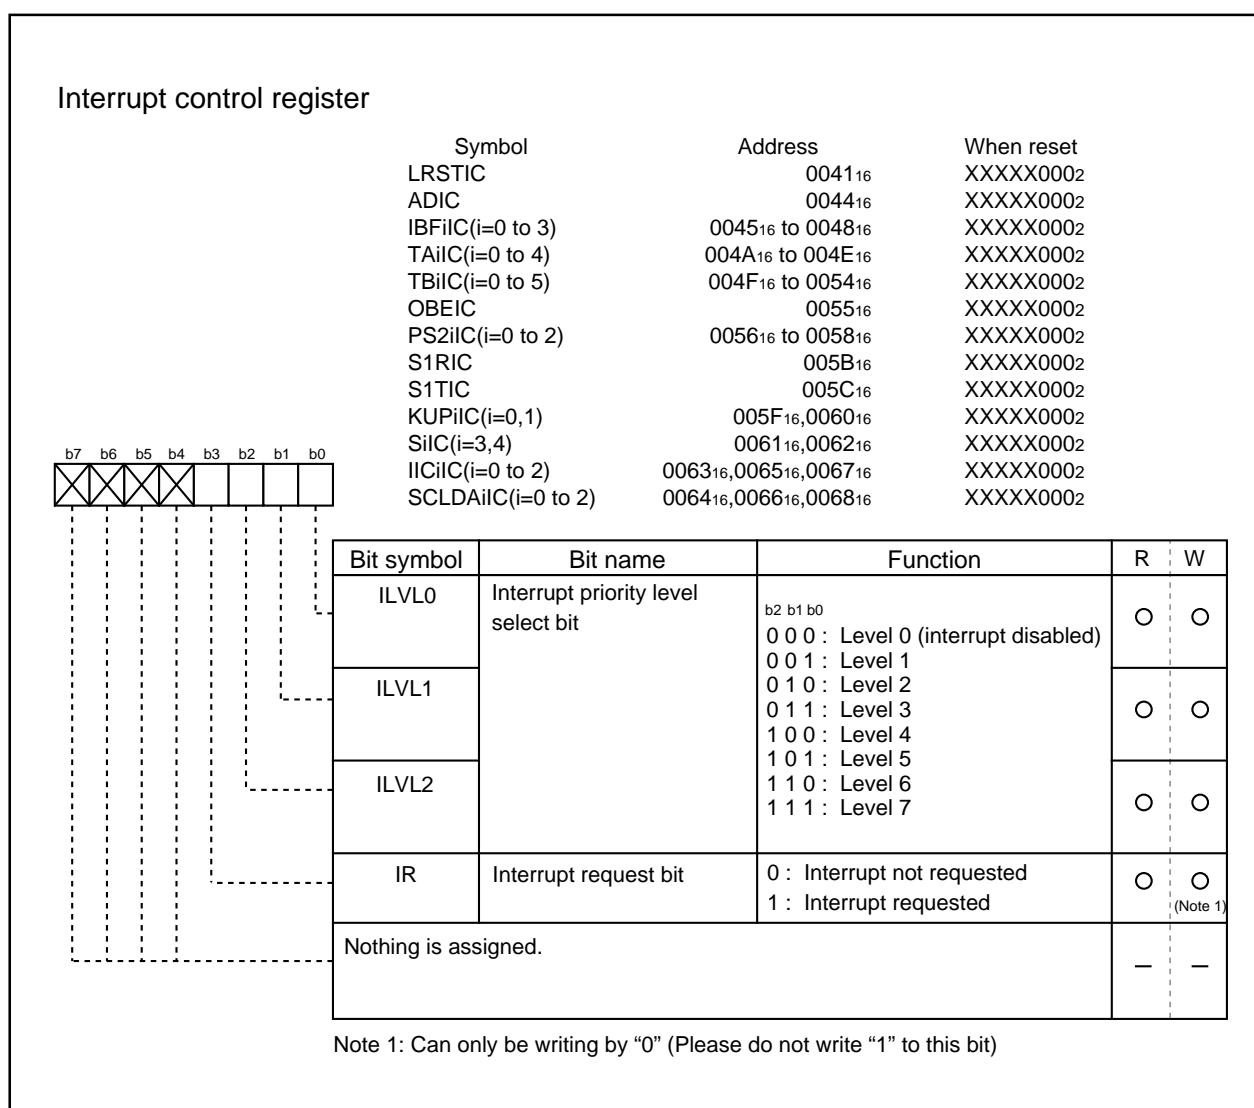 Interrupt control register
Symbol Address When reset
LRSTIC 004116 XXXXX0002
ADIC 004416 XXXXX0002
IBFiIC(i=0 to 3) 004516 to 004816 XXXXX0002
TAiIC(i=0 to 4) 004A16 to 004E16 XXXXX0002
TBiIC(i=0 to 5) 004F16 to 005416 XXXXX0002
OBEIC 005516 XXXXX0002
PS2iIC(i=0 to 2) 005616 to 005816 XXXXX0002
S1RIC 005B16 XXXXX0002
S1TIC 005C16 XXXXX0002
KUPiIC(i=0,1) 005F16,006016 XXXXX0002
SiIC(i=3,4) 006116,006216 XXXXX0002
IICiIC(i=0 to 2) 006316,006516,006716 XXXXX0002
SCLDAiIC(i=0 to 2) 006416,006616,006816 XXXXX0002
b7 b6 b5 b4 b3 b2 b1 b0
Bit symbol Bit name Function R W
ILVL0 Interrupt priority level
select bit
b2 b1 b0
0 0 0 : Level 0 (interrupt disabled)
0 0 1 : Level 1
ILVL1 0 1 0 : Level 2
0 1 1 : Level 3
1 0 0 : Level 4
1 0 1 : Level 5
ILVL2 1 1 0 : Level 6
1 1 1 : Level 7
IR Interrupt request bit 0 : Interrupt not requested
1 : Interrupt requested (Note 1)
Nothing is assigned. – –
Note 1: Can only be writing by “0” (Please do not write “1” to this bit)